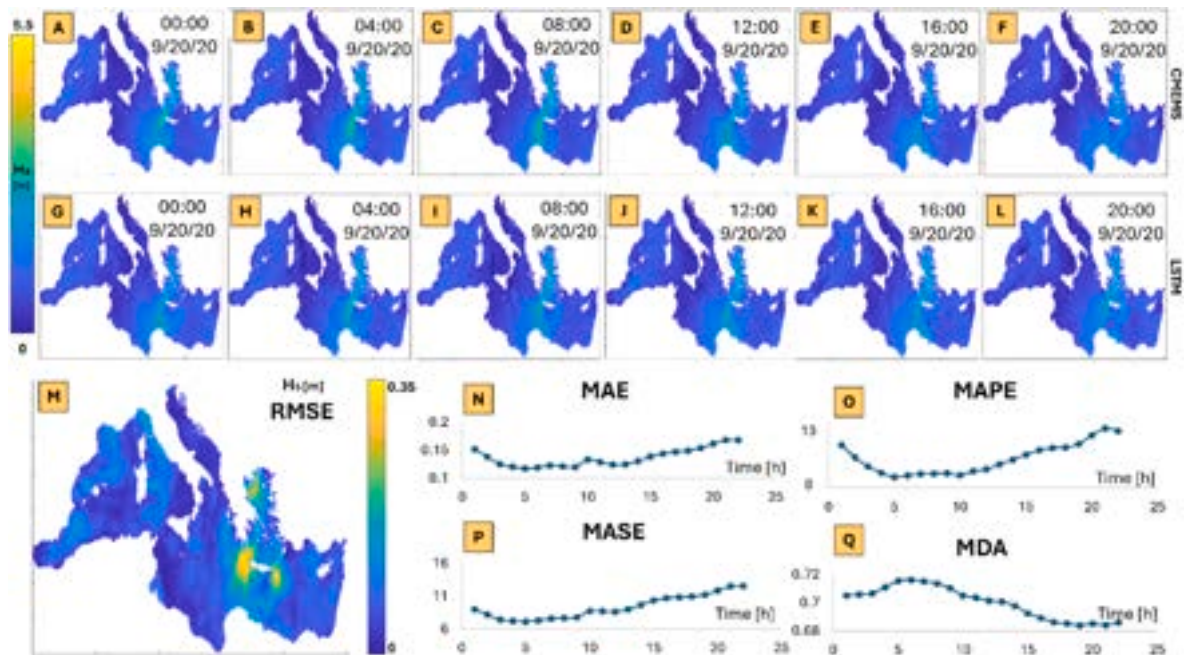 5.5
Hs
[m]
0
A 00:00
9/20/20
B 04:00
9/20/20
C 08:00
9/20/20
D 12:00
9/20/20
E 16:00
9/20/20
F 20:00
9/20/20
CMEMS
G 00:00
9/20/20
H 04:00
9/20/20
I 08:00
9/20/20
J 12:00
9/20/20
K 16:00
9/20/20
L 20:00
9/20/20
LSTM
M Hs[m]
RMSE
0.35
0
N MAE
0.2
0.15
0.1
Time [h]
0 5 10 15 20 25
O MAPE
13
8
Time [h]
0 5 10 15 20 25
P MASE
16
11
6
Time [h]
0 5 10 15 20 25
Q MDA
0.72
0.7
0.68
Time [h]
0 5 10 15 20 25